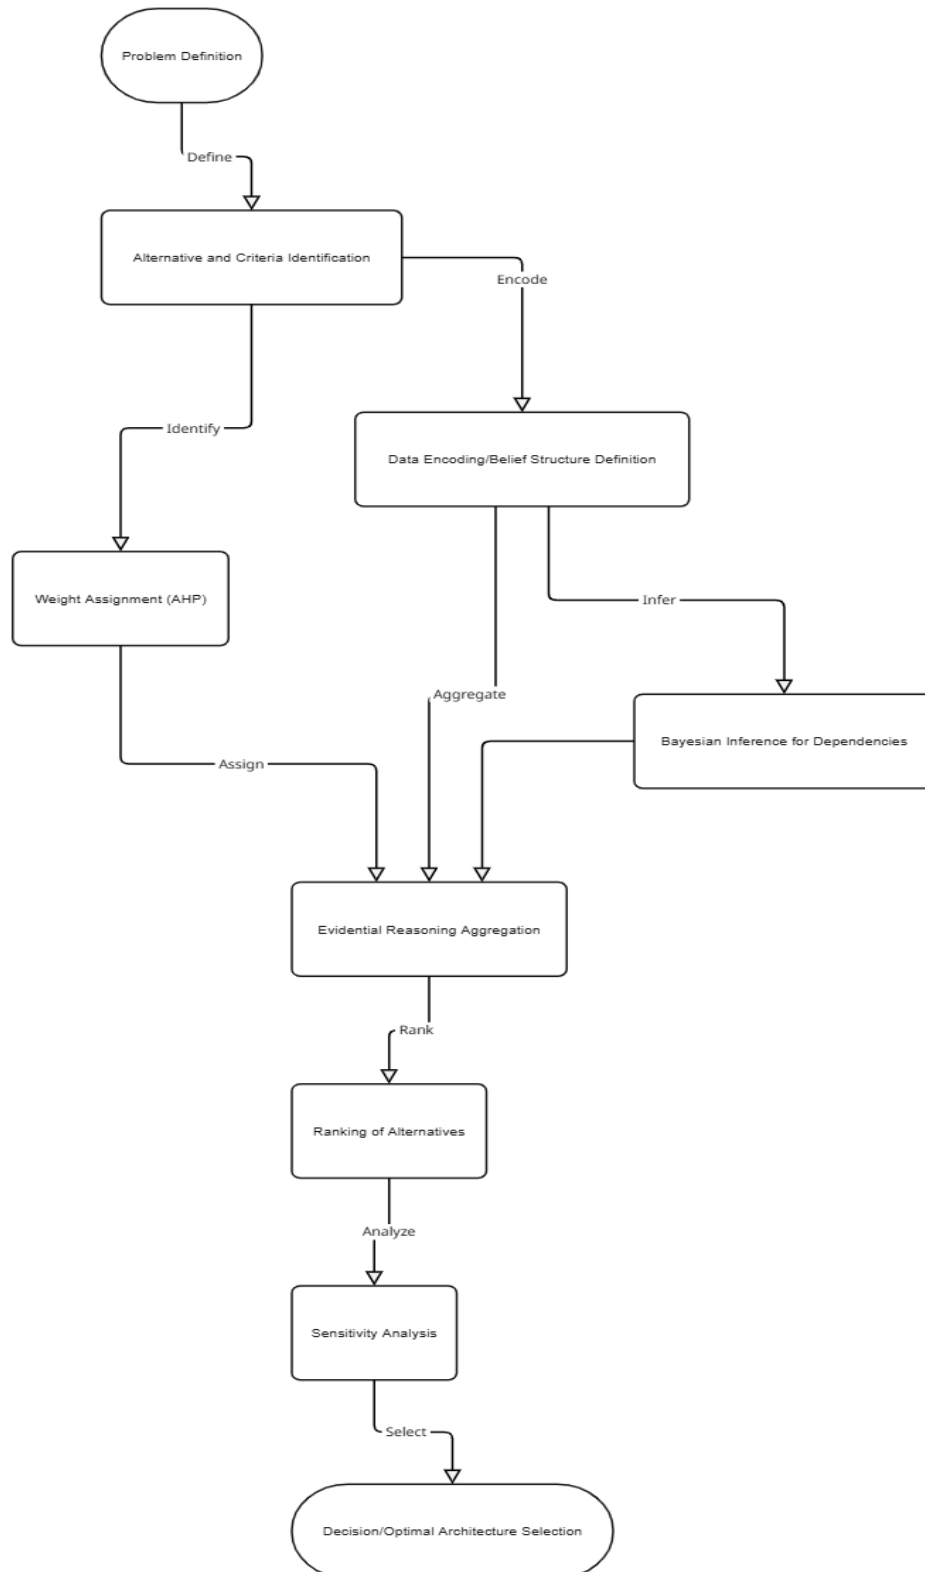 Problem Definition
Define
Alternative and Criteria Identification
Encode
Identify
Data Encoding/Belief Structure Definition
Weight Assignment (AHP)
Infer
Aggregate
Bayesian Inference for Dependencies
Assign
Evidential Reasoning Aggregation
Rank
Ranking of Alternatives
Analyze
Sensitivity Analysis
Select
Decision/Optimal Architecture Selection